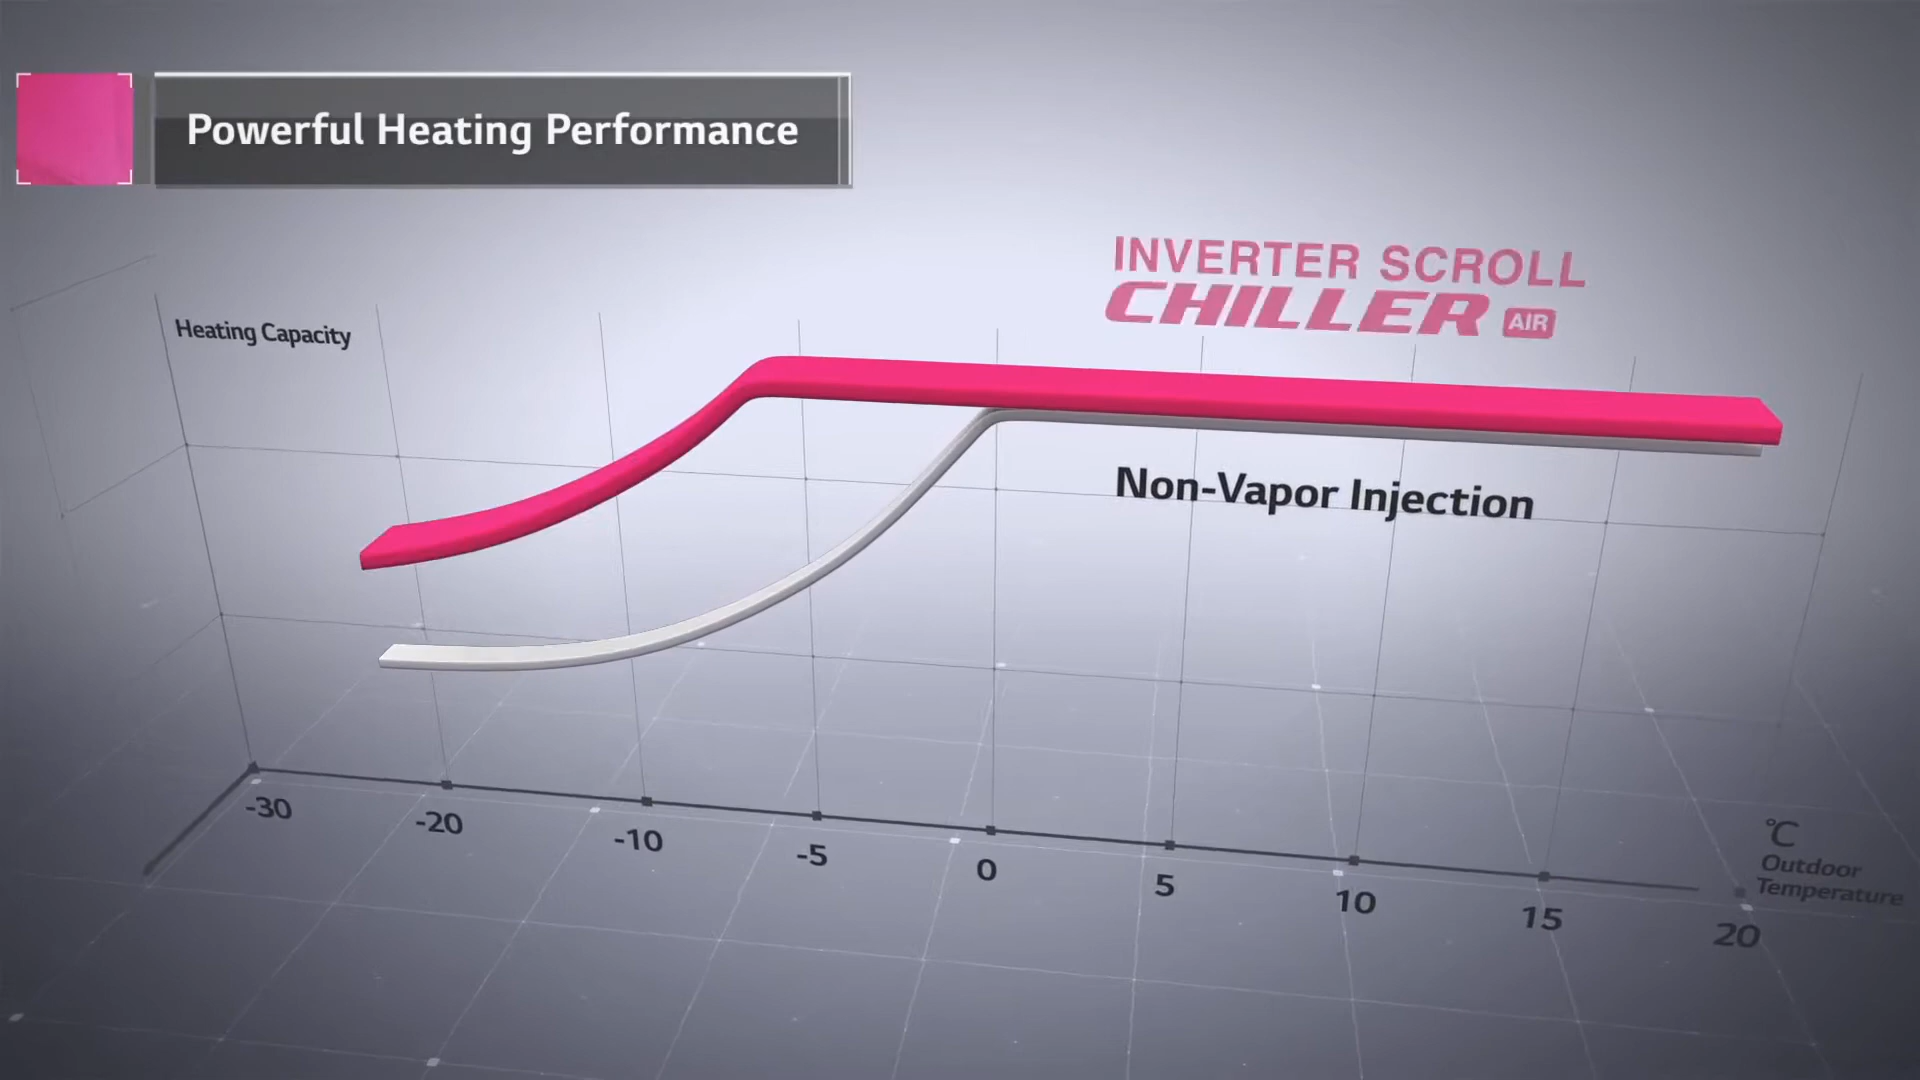 Powerful Heating Performance
INVERTER SCROLL
CHILLER AIR
Heating Capacity
Non-Vapor Injection
-30
-20
-10
-5
0
5
10
15
20
℃
Outdoor
Temperature